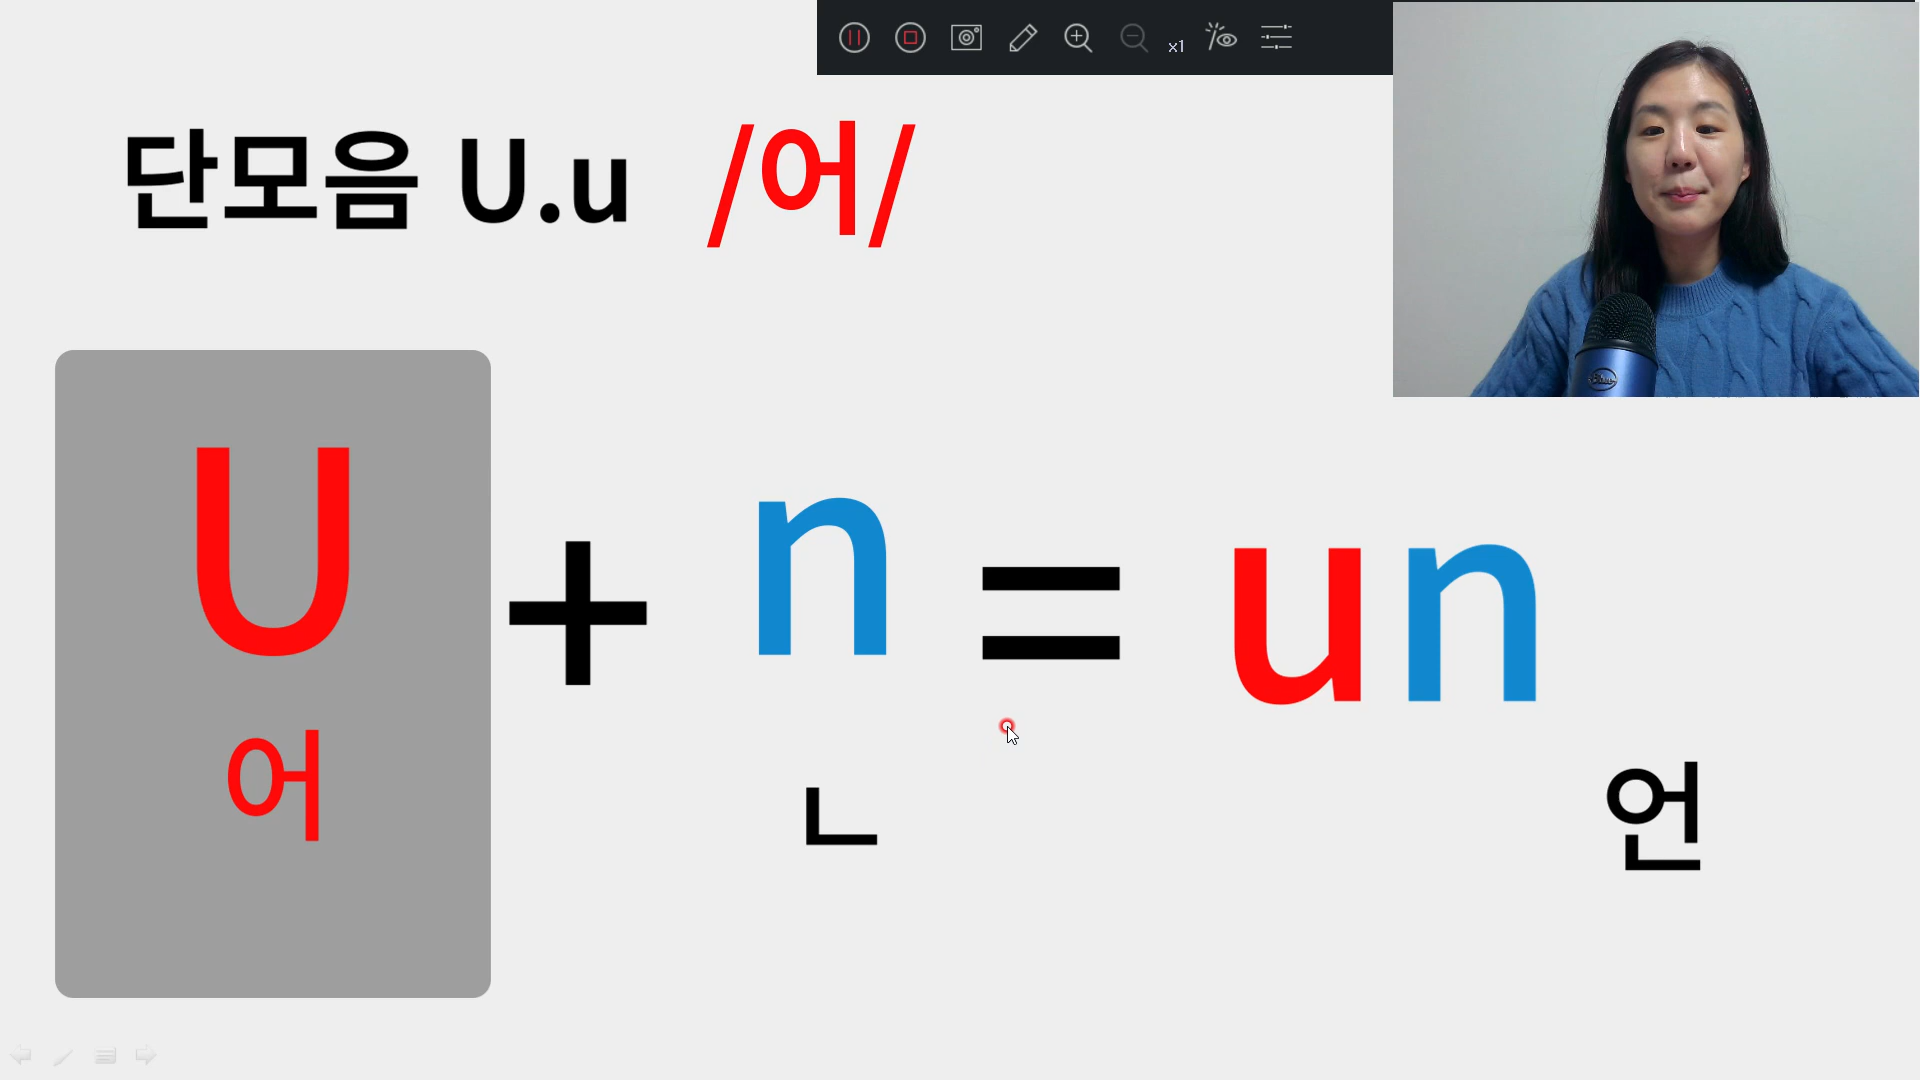 x1
단모음 U.u /어/
U + n = un
어 ㄴ 언